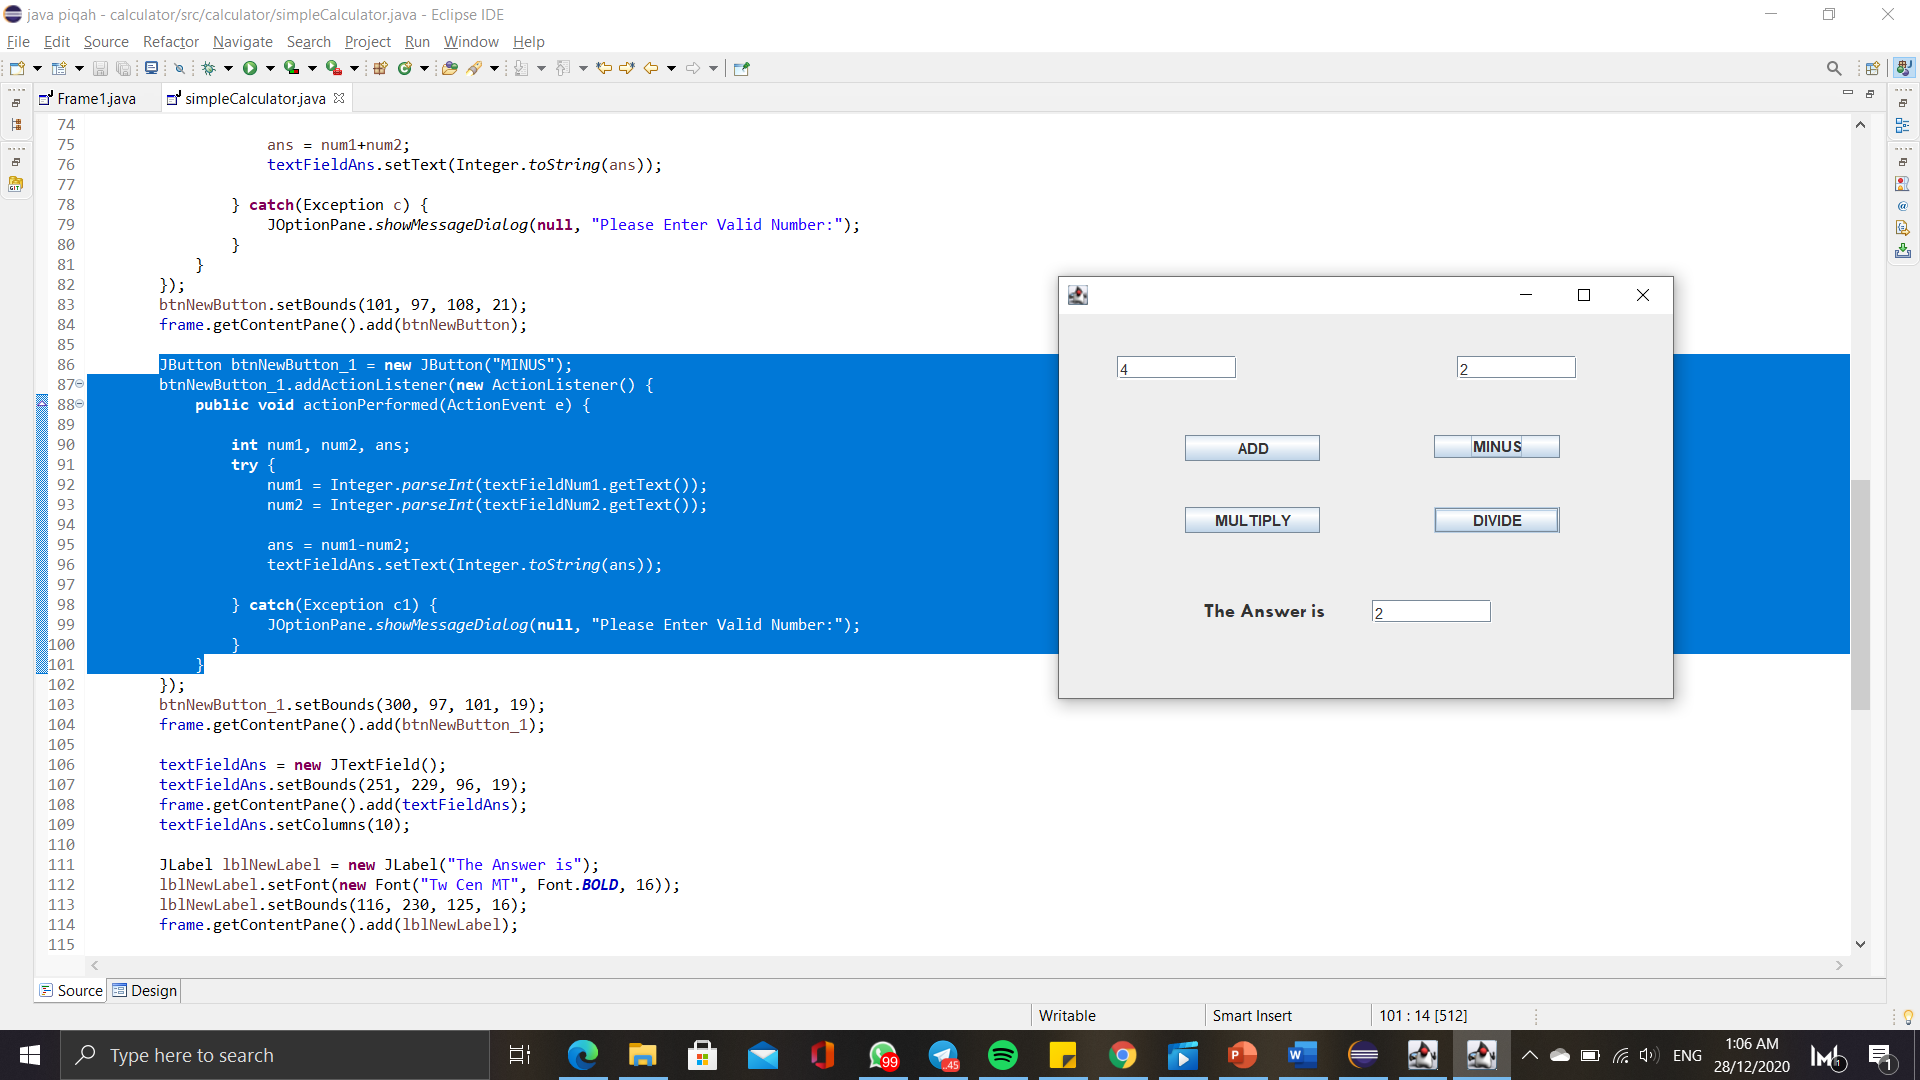 java piqah - calculator/src/calculator/simpleCalculator.java - Eclipse IDE
File Edit Source Refactor Navigate Search Project Run Window Help
Frame1.java simpleCalculator.java
74
75 ans = num1+num2;
76 textFieldAns.setText(Integer.toString(ans));
77
78 } catch(Exception c) {
79 JOptionPane.showMessageDialog(null, "Please Enter Valid Number:");
80 }
81 }
82 });
83 btnNewButton.setBounds(101, 97, 108, 21);
84 frame.getContentPane().add(btnNewButton);
85
86 JButton btnNewButton_1 = new JButton("MINUS");
87 btnNewButton_1.addActionListener(new ActionListener() {
88 public void actionPerformed(ActionEvent e) {
89
90 int num1, num2, ans;
91 try {
92 num1 = Integer.parseInt(textFieldNum1.getText());
93 num2 = Integer.parseInt(textFieldNum2.getText());
94
95 ans = num1-num2;
96 textFieldAns.setText(Integer.toString(ans));
97
98 } catch(Exception c1) {
99 JOptionPane.showMessageDialog(null, "Please Enter Valid Number:");
100 }
101 }
102 });
103 btnNewButton_1.setBounds(300, 97, 101, 19);
104 frame.getContentPane().add(btnNewButton_1);
105
106 textFieldAns = new JTextField();
107 textFieldAns.setBounds(251, 229, 96, 19);
108 frame.getContentPane().add(textFieldAns);
109 textFieldAns.setColumns(10);
110
111 JLabel lblNewLabel = new JLabel("The Answer is");
112 lblNewLabel.setFont(new Font("Tw Cen MT", Font.BOLD, 16));
113 lblNewLabel.setBounds(116, 230, 125, 16);
114 frame.getContentPane().add(lblNewLabel);
115
4 2
ADD MINUS
MULTIPLY DIVIDE
The Answer is 2
Source Design
Writable Smart Insert 101 : 14 [512]
Type here to search
99
45
ENG
1:06 AM
28/12/2020
1